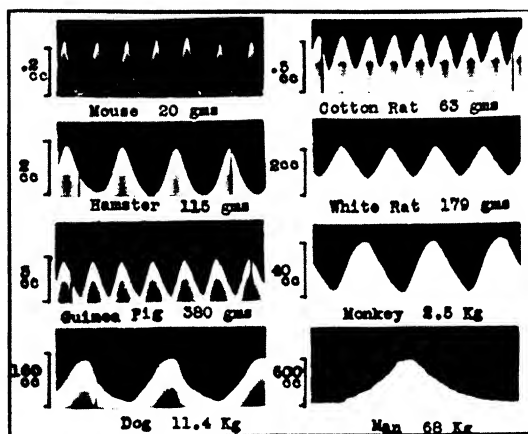 .2 cc
Mouse 20 gms
.5 cc
Cotton Rat 63 gms
2 cc
Hamster 115 gms
2cc
White Rat 179 gms
3 cc
Guinea Pig 380 gms
40 cc
Monkey 2.5 Kg
160 cc
Dog 11.4 Kg
600 cc
Man 68 Kg